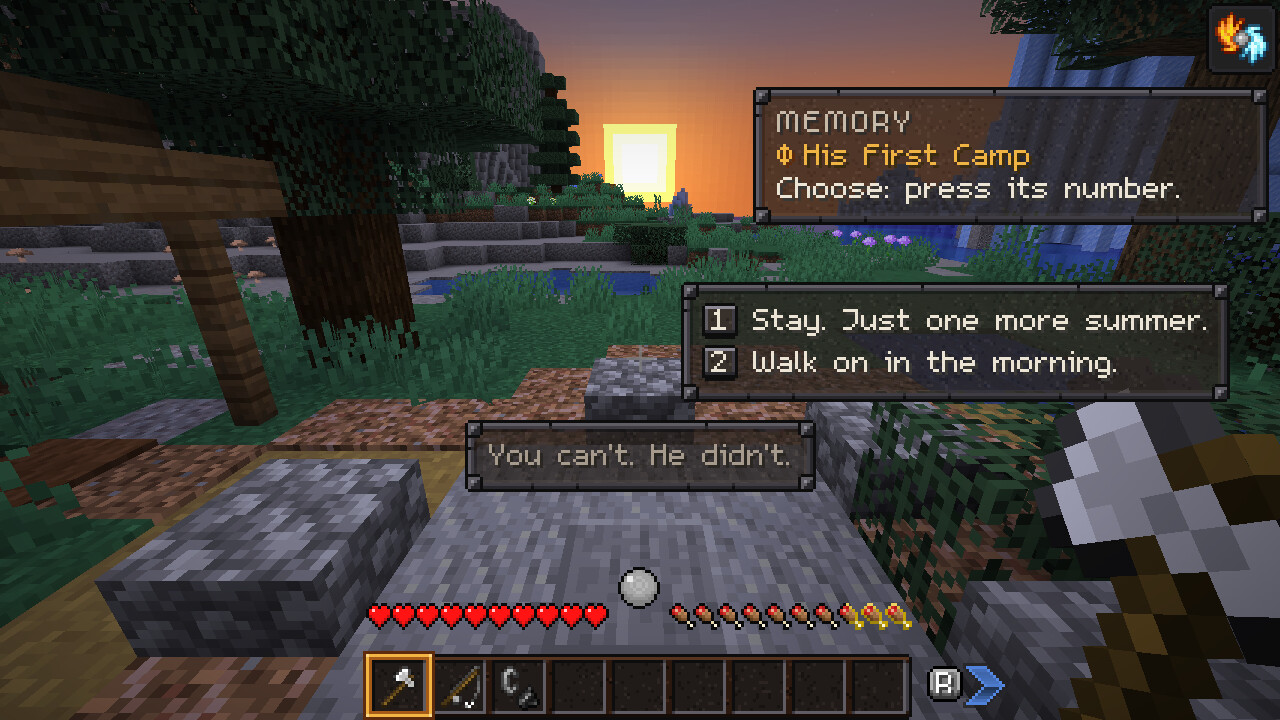 MEMORY
Φ His First Camp
Choose: press its number.
1 Stay. Just one more summer.
2 Walk on in the morning.
You can't. He didn't.
R